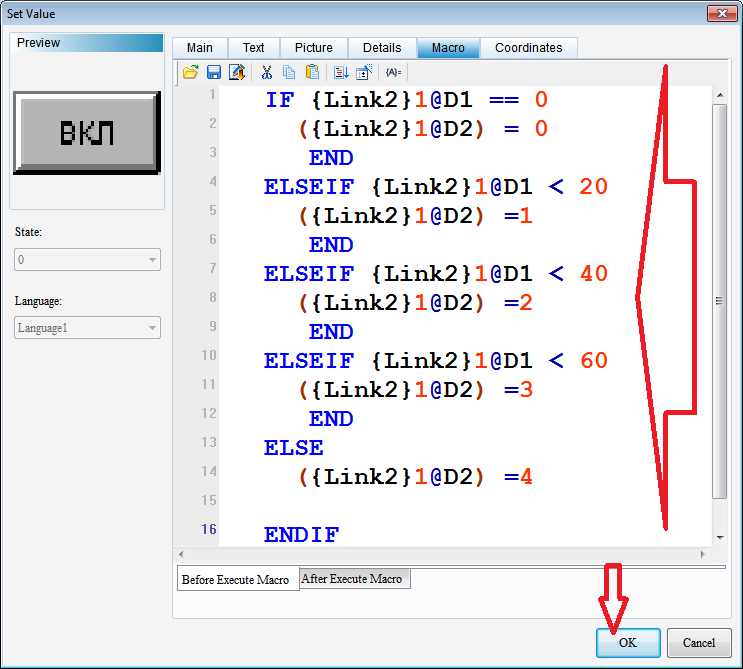 Set Value
Preview
ВКЛ
State:
0
Language:
Language1
Main Text Picture Details Macro Coordinates
{A}=
1 IF {Link2}1@D1 == 0
2 ({Link2}1@D2) = 0
3 END
4 ELSEIF {Link2}1@D1 < 20
5 ({Link2}1@D2) =1
6 END
7 ELSEIF {Link2}1@D1 < 40
8 ({Link2}1@D2) =2
9 END
10 ELSEIF {Link2}1@D1 < 60
11 ({Link2}1@D2) =3
12 END
13 ELSE
14 ({Link2}1@D2) =4
15
16 ENDIF
Before Execute Macro After Execute Macro
OK Cancel